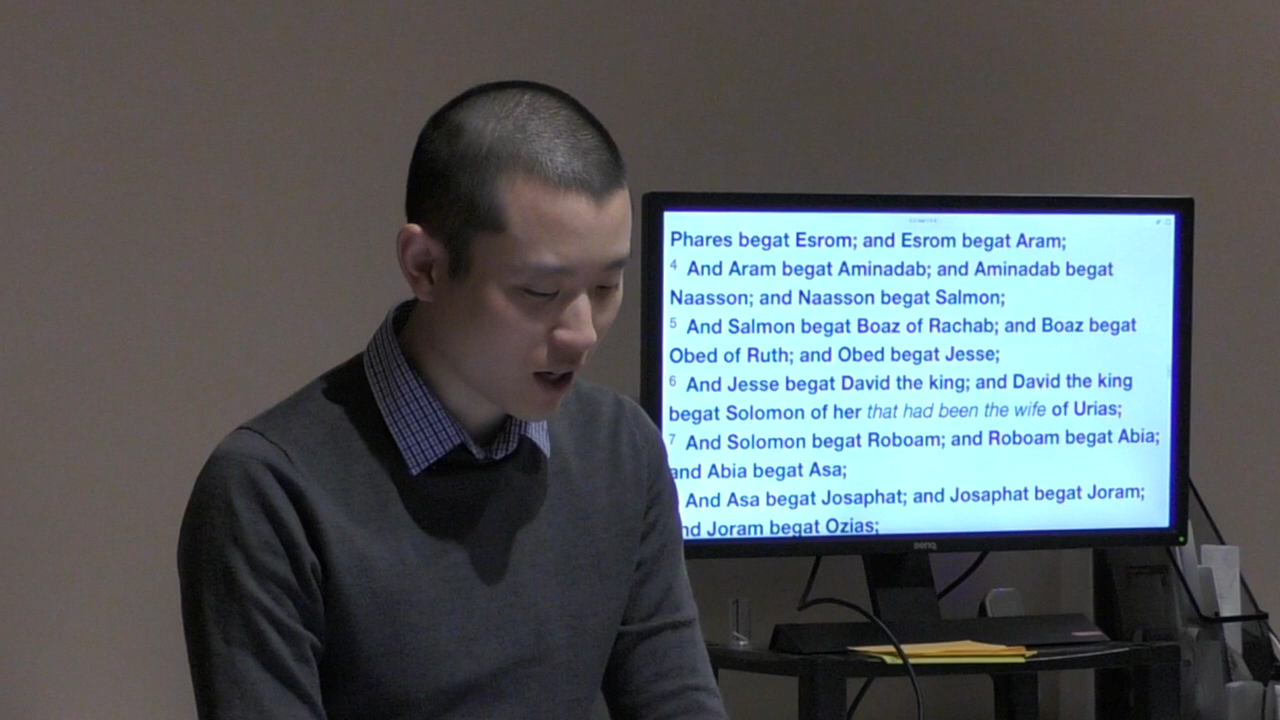 Phares begat Esrom; and Esrom begat Aram;
4 And Aram begat Aminadab; and Aminadab begat
Naasson; and Naasson begat Salmon;
5 And Salmon begat Boaz of Rachab; and Boaz begat
Obed of Ruth; and Obed begat Jesse;
6 And Jesse begat David the king; and David the king
begat Solomon of her that had been the wife of Urias;
7 And Solomon begat Roboam; and Roboam begat Abia;
and Abia begat Asa;
And Asa begat Josaphat; and Josaphat begat Joram;
nd Joram begat Ozias;
BenQ